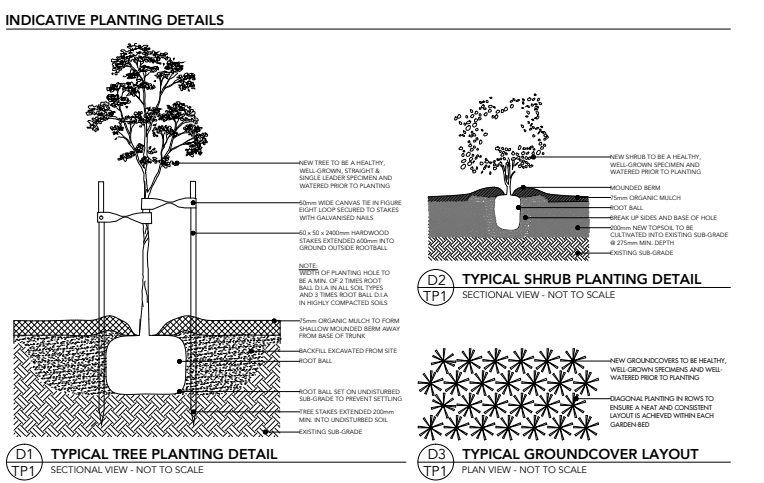 INDICATIVE PLANTING DETAILS
NEW TREE TO BE A HEALTHY,
WELL-GROWN, STRAIGHT &
SINGLE LEADER SPECIMEN AND
WATERED PRIOR TO PLANTING
50mm WIDE CANVAS TIE IN FIGURE
EIGHT LOOP SECURED TO STAKES
WITH GALVANISED NAILS
50 x 50 x 2400mm HARDWOOD
STAKES EXTENDED 600mm INTO
GROUND OUTSIDE ROOTBALL
NOTE:
WIDTH OF PLANTING HOLE TO
BE A MIN. OF 2 TIMES ROOT
BALL D.I.A IN ALL SOIL TYPES
AND 3 TIMES ROOT BALL D.I.A
IN HIGHLY COMPACTED SOILS
75mm ORGANIC MULCH TO FORM
SHALLOW MOUNDED BERM AWAY
FROM BASE OF TRUNK
BACKFILL EXCAVATED FROM SITE
ROOT BALL
ROOT BALL SET ON UNDISTURBED
SUB-GRADE TO PREVENT SETTLING
TREE STAKES EXTENDED 200mm
MIN. INTO UNDISTURBED SOIL
EXISTING SUB-GRADE
D1
TP1
TYPICAL TREE PLANTING DETAIL
SECTIONAL VIEW - NOT TO SCALE
NEW SHRUB TO BE A HEALTHY,
WELL-GROWN SPECIMEN AND
WATERED PRIOR TO PLANTING
MOUNDED BERM
75mm ORGANIC MULCH
ROOT BALL
BREAK UP SIDES AND BASE OF HOLE
200mm NEW TOPSOIL TO BE
CULTIVATED INTO EXISTING SUB-GRADE
@ 275mm MIN. DEPTH
EXISTING SUB-GRADE
D2
TP1
TYPICAL SHRUB PLANTING DETAIL
SECTIONAL VIEW - NOT TO SCALE
NEW GROUNDCOVERS TO BE HEALTHY,
WELL-GROWN SPECIMENS AND WELL-
WATERED PRIOR TO PLANTING
DIAGONAL PLANTING IN ROWS TO
ENSURE A NEAT AND CONSISTENT
LAYOUT IS ACHIEVED WITHIN EACH
GARDEN-BED
D3
TP1
TYPICAL GROUNDCOVER LAYOUT
PLAN VIEW - NOT TO SCALE